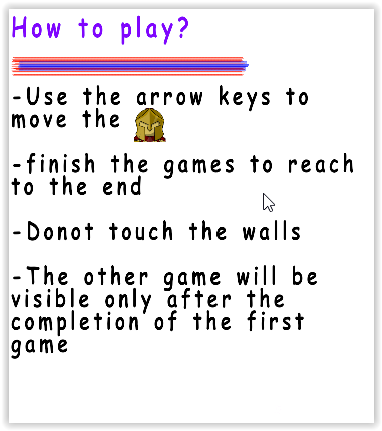 How to play?
-Use the arrow keys to
move the
-finish the games to reach
to the end
-Donot touch the walls
-The other game will be
visible only after the
completion of the first
game